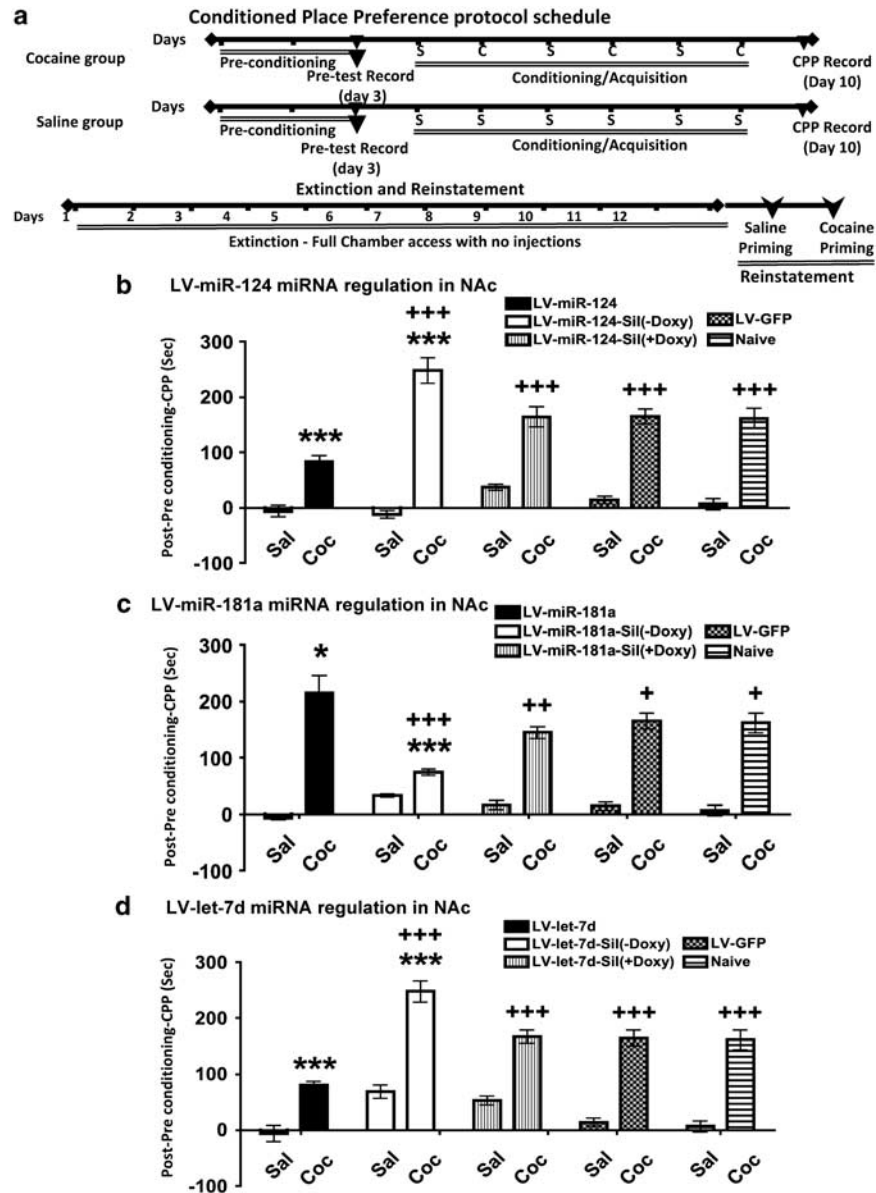 a
Conditioned Place Preference protocol schedule
Days
Cocaine group
S C S C S C
Pre-conditioning
Pre-test Record
(day 3)
Conditioning/Acquisition
CPP Record
(Day 10)
Days
Saline group
S S S S S S
Pre-conditioning
Pre-test Record
(day 3)
Conditioning/Acquisition
CPP Record
(Day 10)
Extinction and Reinstatement
Days 1 2 3 4 5 6 7 8 9 10 11 12
Extinction - Full Chamber access with no injections
Saline
Priming
Cocaine
Priming
Reinstatement
b LV-miR-124 miRNA regulation in NAc
LV-miR-124
LV-miR-124-Sil(-Doxy) LV-GFP
LV-miR-124-Sil(+Doxy) Naive
Post-Pre conditioning-CPP (Sec)
300
200
100
0
-100
***
+++
***
+++
+++
+++
Sal Coc Sal Coc Sal Coc Sal Coc Sal Coc
c LV-miR-181a miRNA regulation in NAc
LV-miR-181a
LV-miR-181a-Sil(-Doxy) LV-GFP
LV-miR-181a-Sil(+Doxy) Naive
Post-Pre conditioning-CPP (Sec)
300
200
100
0
-100
*
+++
***
++
+
+
Sal Coc Sal Coc Sal Coc Sal Coc Sal Coc
d LV-let-7d miRNA regulation in NAc
LV-let-7d
LV-let-7d-Sil(-Doxy) LV-GFP
LV-let-7d-Sil(+Doxy) Naive
Post-Pre conditioning-CPP (Sec)
300
200
100
0
-100
***
+++
***
+++
+++
+++
Sal Coc Sal Coc Sal Coc Sal Coc Sal Coc